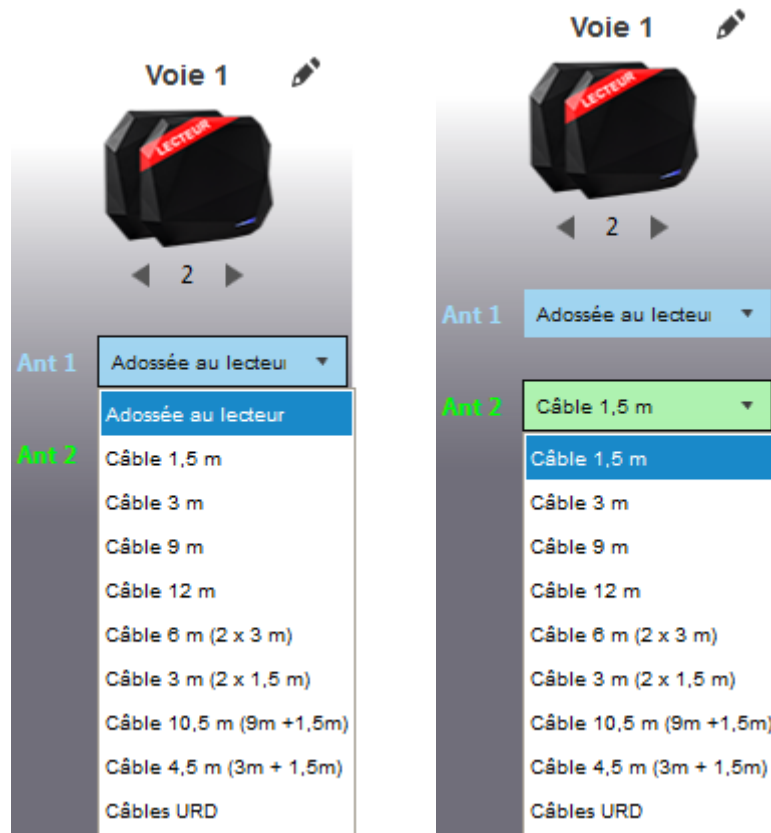 Voie 1
LECTEUR
2
Ant 1
Adossée au lecteu
Adossée au lecteur
Ant 2
Câble 1,5 m
Câble 3 m
Câble 9 m
Câble 12 m
Câble 6 m (2 x 3 m)
Câble 3 m (2 x 1,5 m)
Câble 10,5 m (9m +1,5m)
Câble 4,5 m (3m + 1,5m)
Câbles URD
Voie 1
LECTEUR
2
Ant 1
Adossée au lecteu
Ant 2
Câble 1,5 m
Câble 1,5 m
Câble 3 m
Câble 9 m
Câble 12 m
Câble 6 m (2 x 3 m)
Câble 3 m (2 x 1,5 m)
Câble 10,5 m (9m +1,5m)
Câble 4,5 m (3m + 1,5m)
Câbles URD